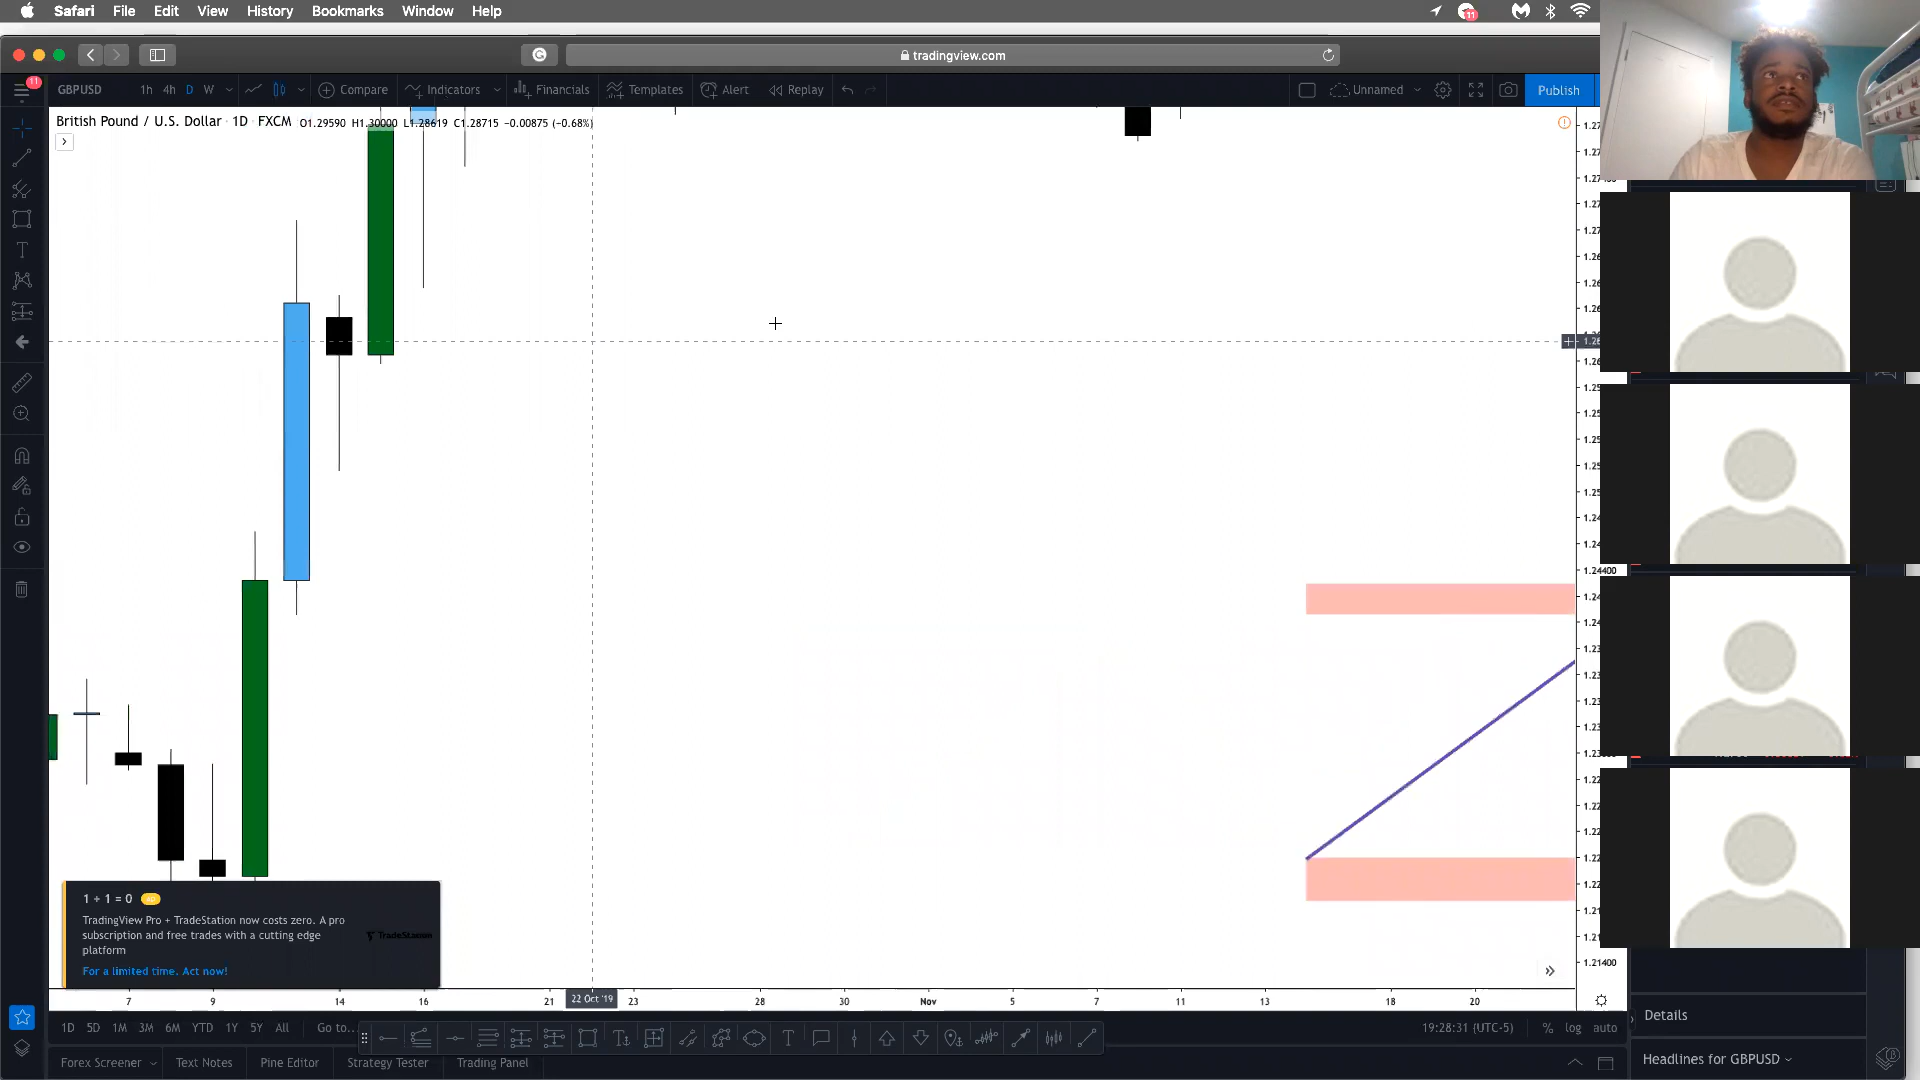 Safari File Edit View History Bookmarks Window Help
11
tradingview.com
11
GBPUSD 1h 4h D W Compare Indicators Financials Templates Alert Replay Unnamed Publish
British Pound / U.S. Dollar · 1D · FXCM O1.29590 H1.30000 L1.28619 C1.28715 −0.00875 (−0.68%)
1.24400
1.21400
1 + 1 = 0
TradingView Pro + TradeStation now costs zero. A pro
subscription and free trades with a cutting edge
platform
TradeStation
For a limited time. Act now!
7 9 14 16 21 22 Oct '19 23 28 30 Nov 5 7 11 13 18 20
1D 5D 1M 3M 6M YTD 1Y 5Y All Go to... 19:28:31 (UTC-5) % log auto
Details
Forex Screener Text Notes Pine Editor Strategy Tester Trading Panel
Headlines for GBPUSD